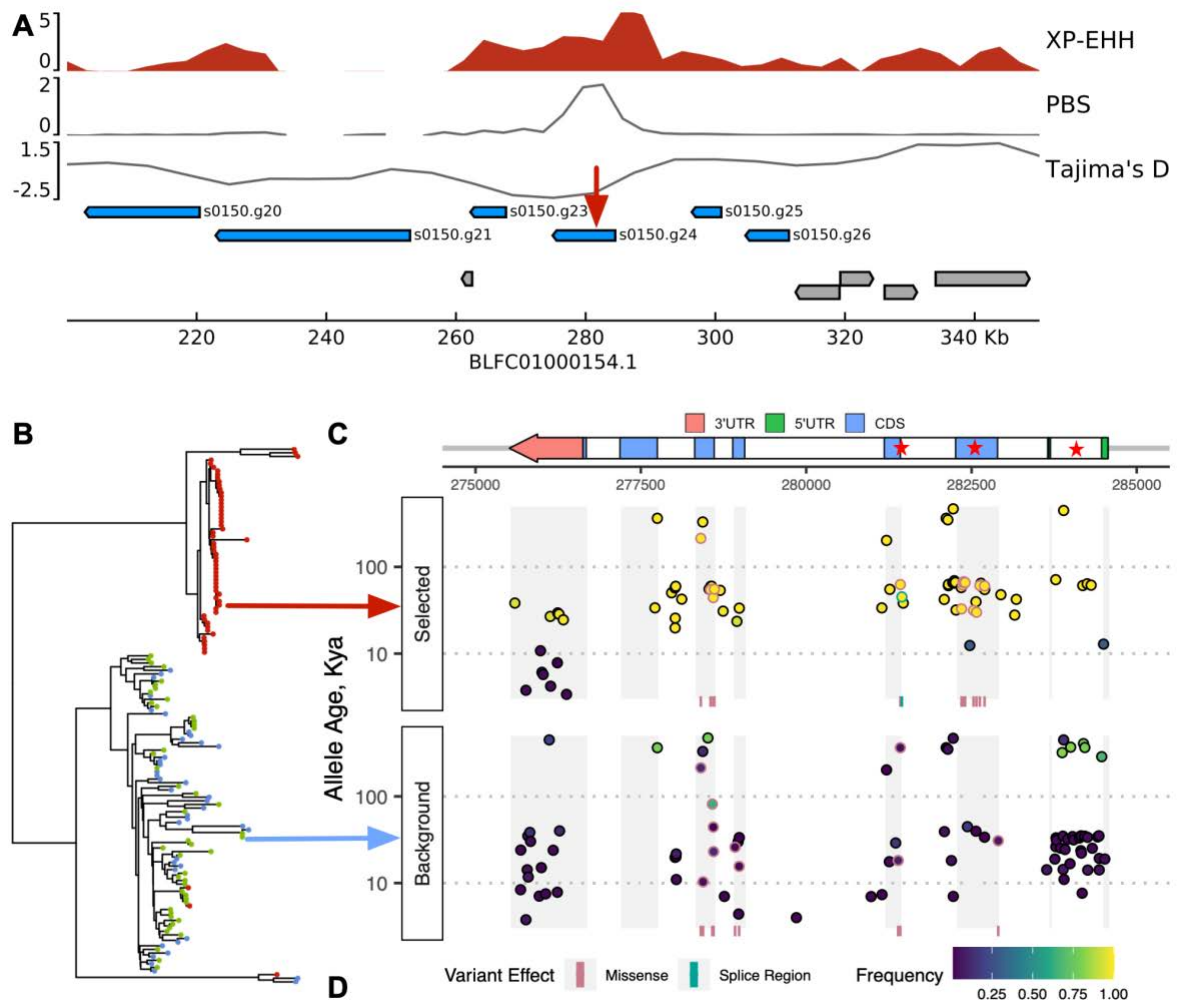 A
5
0
XP-EHH
2
0
PBS
1.5
-2.5
Tajima's D
s0150.g20
s0150.g23
s0150.g25
s0150.g21
s0150.g24
s0150.g26
220 240 260 280 300 320 340 Kb
BLFC01000154.1
B
C
3'UTR 5'UTR CDS
275000 277500 280000 282500 285000
Allele Age, Kya
Selected
100
10
Background
100
10
D
Variant Effect Missense Splice Region Frequency
0.25 0.50 0.75 1.00